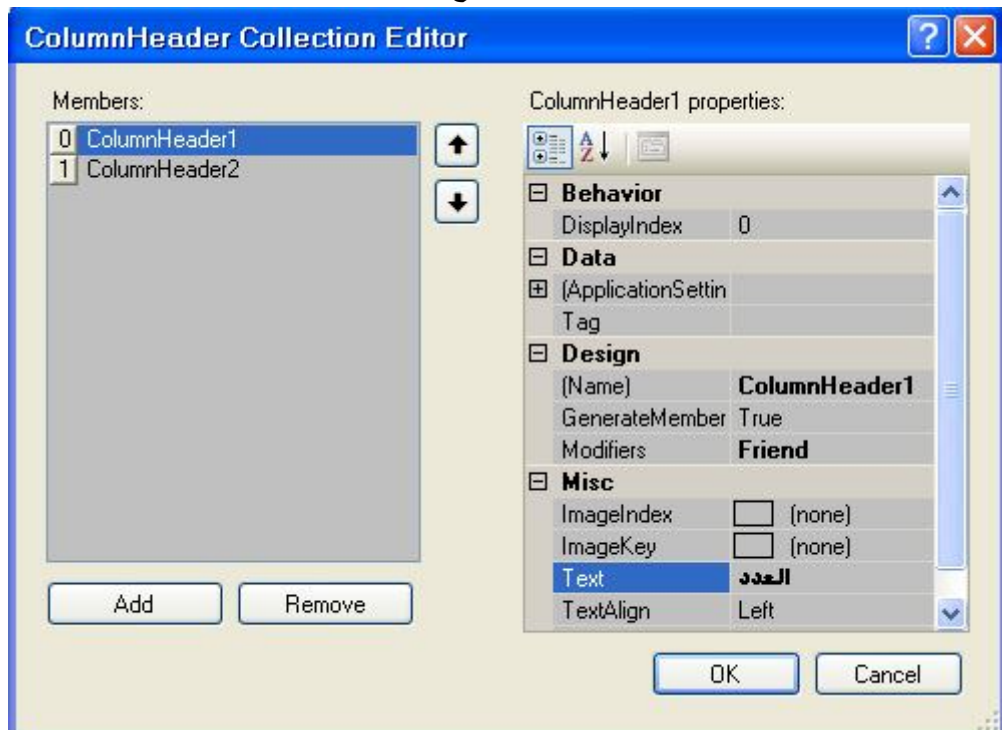 ColumnHeader Collection Editor
Members:
0 ColumnHeader1
1 ColumnHeader2
Add
Remove
ColumnHeader1 properties:
Behavior
DisplayIndex 0
Data
(ApplicationSettin
Tag
Design
(Name) ColumnHeader1
GenerateMember True
Modifiers Friend
Misc
ImageIndex (none)
ImageKey (none)
Text العدد
TextAlign Left
OK
Cancel